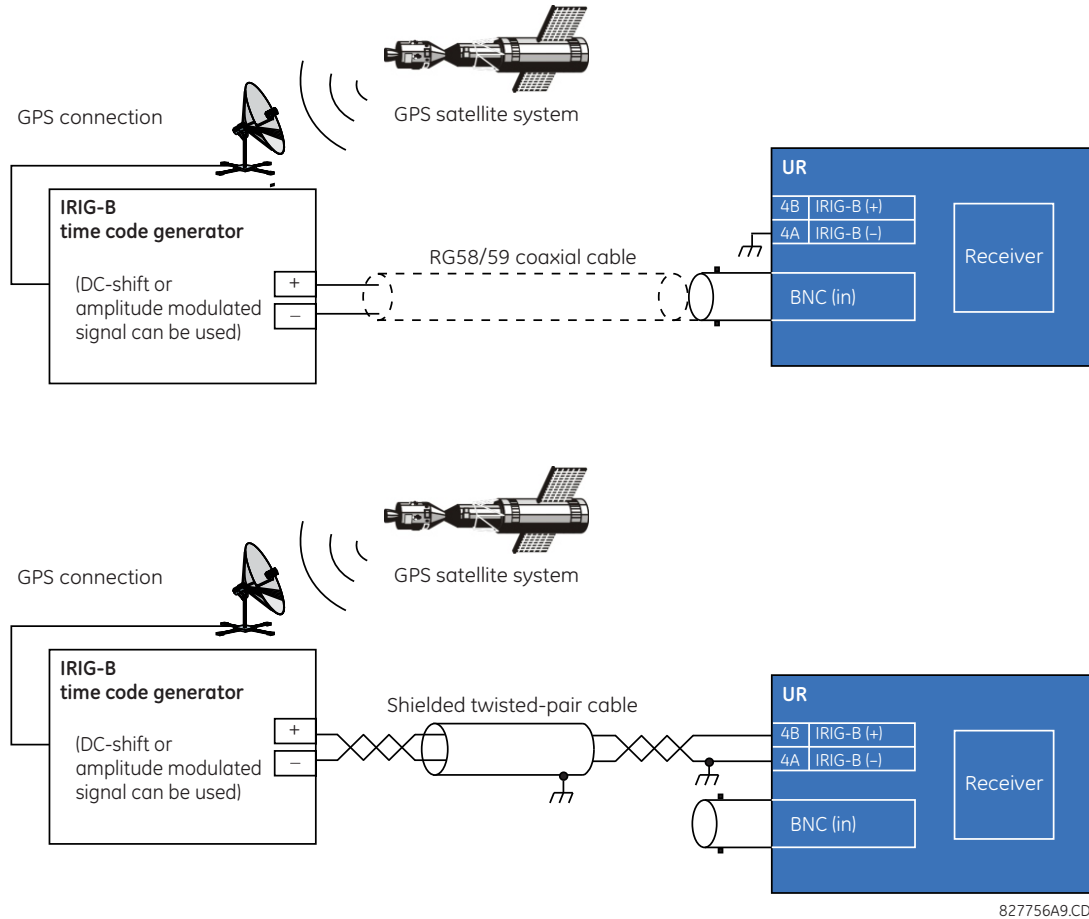 GPS connection
GPS satellite system
IRIG-B
time code generator
(DC-shift or
amplitude modulated
signal can be used)
+
–
RG58/59 coaxial cable
UR
4B IRIG-B (+)
4A IRIG-B (–)
BNC (in)
Receiver
GPS connection
GPS satellite system
IRIG-B
time code generator
(DC-shift or
amplitude modulated
signal can be used)
+
–
Shielded twisted-pair cable
UR
4B IRIG-B (+)
4A IRIG-B (–)
BNC (in)
Receiver
827756A9.CD